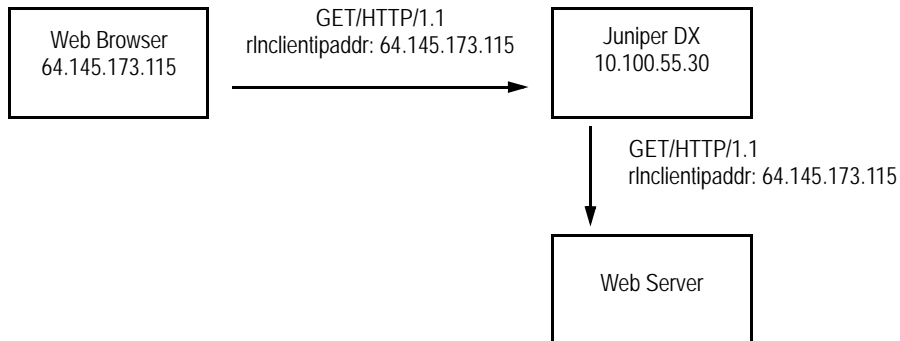 GET/HTTP/1.1
rlnclientipaddr: 64.145.173.115
Web Browser
64.145.173.115
Juniper DX
10.100.55.30
GET/HTTP/1.1
rlnclientipaddr: 64.145.173.115
Web Server